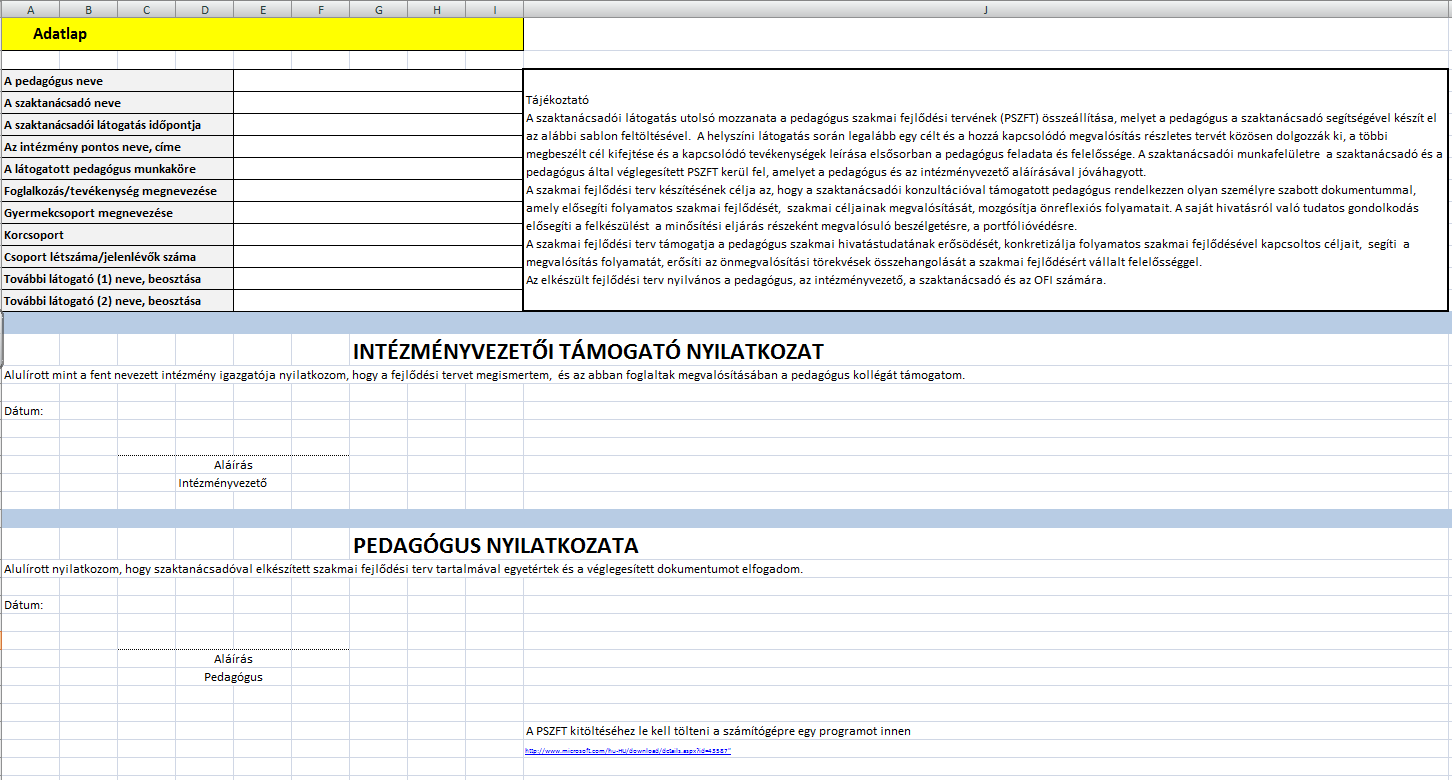 A B C D E F G H I J
Adatlap
A pedagógus neve
A szaktanácsadó neve
A szaktanácsadói látogatás időpontja
Az intézmény pontos neve, címe
A látogatott pedagógus munkaköre
Foglalkozás/tevékenység megnevezése
Gyermekcsoport megnevezése
Korcsoport
Csoport létszáma/jelenlévők száma
További látogató (1) neve, beosztása
További látogató (2) neve, beosztása
Tájékoztató
A szaktanácsadói látogatás utolsó mozzanata a pedagógus szakmai fejlődési tervének (PSZFT) összeállítása, melyet a pedagógus a szaktanácsadó segítségével készít el
az alábbi sablon feltöltésével. A helyszíni látogatás során legalább egy célt és a hozzá kapcsolódó megvalósítás részletes tervét közösen dolgozzák ki, a többi
megbeszélt cél kifejtése és a kapcsolódó tevékenységek leírása elsősorban a pedagógus feladata és felelőssége. A szaktanácsadói munkafelületre a szaktanácsadó és a
pedagógus által véglegesített PSZFT kerül fel, amelyet a pedagógus és az intézményvezető aláírásával jóváhagyott.
A szakmai fejlődési terv készítésének célja az, hogy a szaktanácsadói konzultációval támogatott pedagógus rendelkezzen olyan személyre szabott dokumentummal,
amely elősegíti folyamatos szakmai fejlődését, szakmai céljainak megvalósítását, mozgósítja önreflexiós folyamatait. A saját hivatásról való tudatos gondolkodás
elősegíti a felkészülést a minősítési eljárás részeként megvalósuló beszélgetésre, a portfólióvédésre.
A szakmai fejlődési terv támogatja a pedagógus szakmai hivatástudatának erősödését, konkretizálja folyamatos szakmai fejlődésével kapcsoltos céljait, segíti a
megvalósítás folyamatát, erősíti az önmegvalósítási törekvések összehangolását a szakmai fejlődésért vállalt felelősséggel.
Az elkészült fejlődési terv nyilvános a pedagógus, az intézményvezető, a szaktanácsadó és az OFI számára.
INTÉZMÉNYVEZETŐI TÁMOGATÓ NYILATKOZAT
Alulírott mint a fent nevezett intézmény igazgatója nyilatkozom, hogy a fejlődési tervet megismertem, és az abban foglaltak megvalósításában a pedagógus kollégát támogatom.
Dátum:
Aláírás
Intézményvezető
PEDAGÓGUS NYILATKOZATA
Alulírott nyilatkozom, hogy szaktanácsadóval elkészített szakmai fejlődési terv tartalmával egyetértek és a véglegesített dokumentumot elfogadom.
Dátum:
Aláírás
Pedagógus
A PSZFT kitöltéséhez le kell tölteni a számítógépre egy programot innen